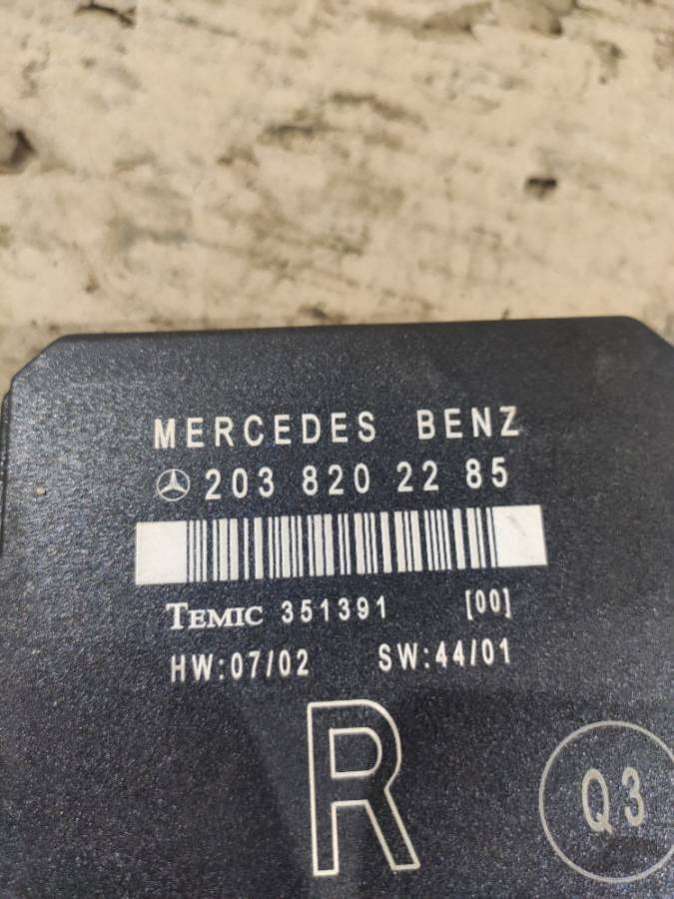 MERCEDES BENZ
203 820 22 85
TEMIC 351391 [00]
HW:07/02 SW:44/01
R
Q3